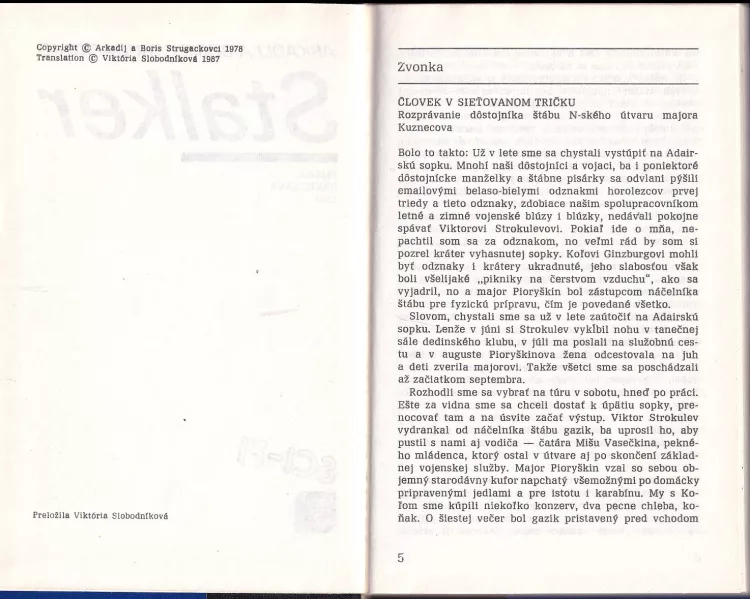 Copyright © Arkadij a Boris Strugackovci 1978
Translation © Viktória Slobodníková 1987
Stalker
SCI-FI
Preložila Viktória Slobodníková
Zvonka
ČLOVEK V SIEŤOVANOM TRIČKU
Rozprávanie dôstojníka štábu N-ského útvaru majora
Kuznecova
Bolo to takto: Už v lete sme sa chystali vystúpiť na Adair-
skú sopku. Mnohí naši dôstojníci a vojaci, ba i poniektoré
dôstojnícke manželky a štábne pisárky sa odvlani pýšili
emailovými belaso-bielymi odznakmi horolezcov prvej
triedy a tieto odznaky, zdobiace našim spolupracovníkom
letné a zimné vojenské blúzy i blúzky, nedávali pokojne
spávať Viktorovi Strokulevovi. Pokiaľ ide o mňa, ne-
pachtil som sa za odznakom, no veľmi rád by som si
pozrel kráter vyhasnutej sopky. Koľovi Ginzburgovi mohli
byť odznaky i krátery ukradnuté, jeho slabosťou však
boli všelijaké „pikniky na čerstvom vzduchu“, ako sa
vyjadril, no a major Pioryškin bol zástupcom náčelníka
štábu pre fyzickú prípravu, čím je povedané všetko.
Slovom, chystali sme sa už v lete zaútočiť na Adairskú
sopku. Lenže v júni si Strokulev vykĺbil nohu v tanečnej
sále dedinského klubu, v júli ma poslali na služobnú ces-
tu a v auguste Pioryškinova žena odcestovala na juh
a deti zverila majorovi. Takže všetci sme sa poschádzali
až začiatkom septembra.
Rozhodli sme sa vybrať na túru v sobotu, hneď po práci.
Ešte za vidna sme sa chceli dostať k úpätiu sopky, pre-
nocovať tam a na úsvite začať výstup. Viktor Strokulev
vydrankal od náčelníka štábu gazik, ba uprosil ho, aby
pustil s nami aj vodiča — čatára Mišu Vasečkina, pekné-
ho mládenca, ktorý ostal v útvare aj po skončení základ-
nej vojenskej služby. Major Pioryškin vzal so sebou ob-
jemný starodávny kufor napchatý všemožnými po domácky
pripravenými jedlami a pre istotu i karabínu. My s Ko-
ľom sme kúpili niekoľko konzerv, dva pecne chleba, ko-
ňak. O šiestej večer bol gazik pristavený pred vchodom
5